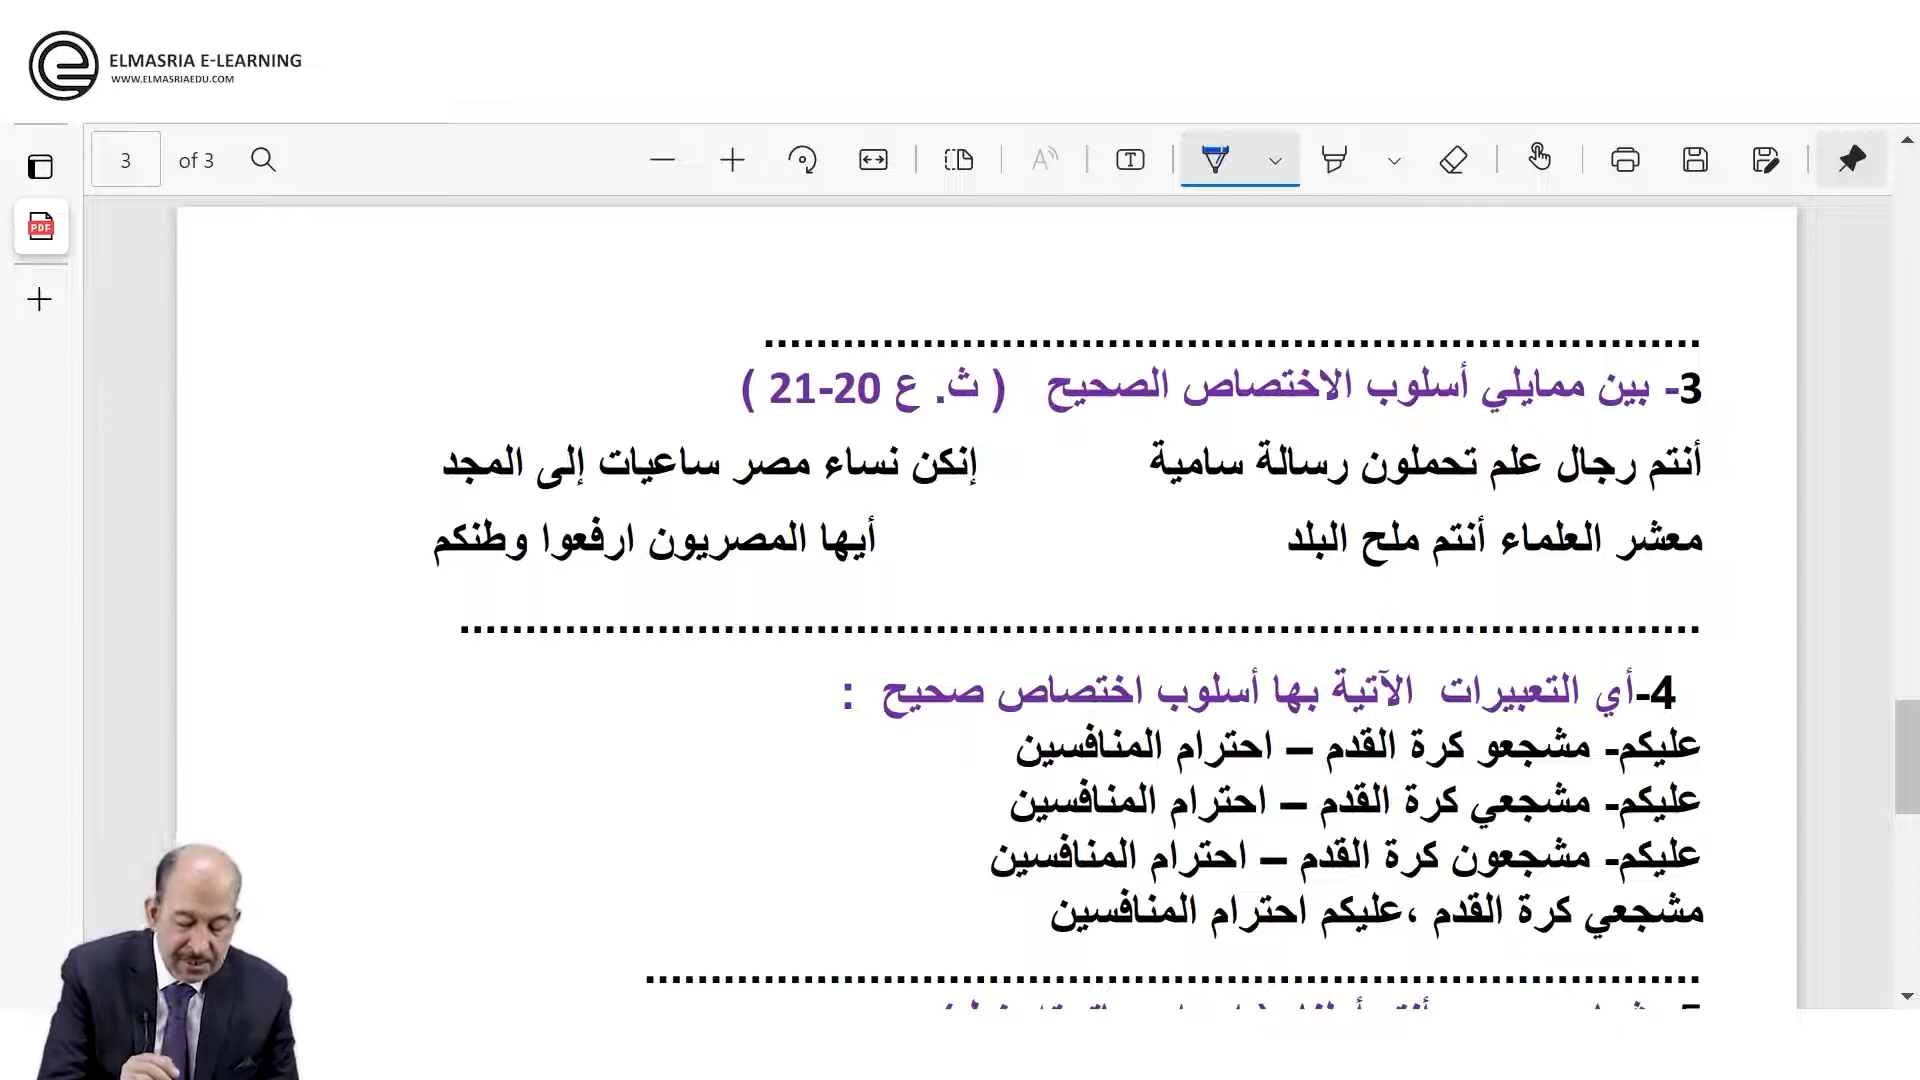 ELMASRIA E-LEARNING
WWW.ELMASRIAEDU.COM
3 of 3
PDF
................................................................................
3- بين ممايلي أسلوب الاختصاص الصحيح ( ث. ع 20-21 )
أنتم رجال علم تحملون رسالة سامية إنكن نساء مصر ساعيات إلى المجد
معشر العلماء أنتم ملح البلد أيها المصريون ارفعوا وطنكم
................................................................................
4-أي التعبيرات الآتية بها أسلوب اختصاص صحيح :
عليكم- مشجعو كرة القدم – احترام المنافسين
عليكم- مشجعي كرة القدم – احترام المنافسين
عليكم- مشجعون كرة القدم – احترام المنافسين
مشجعي كرة القدم ،عليكم احترام المنافسين
................................................................................